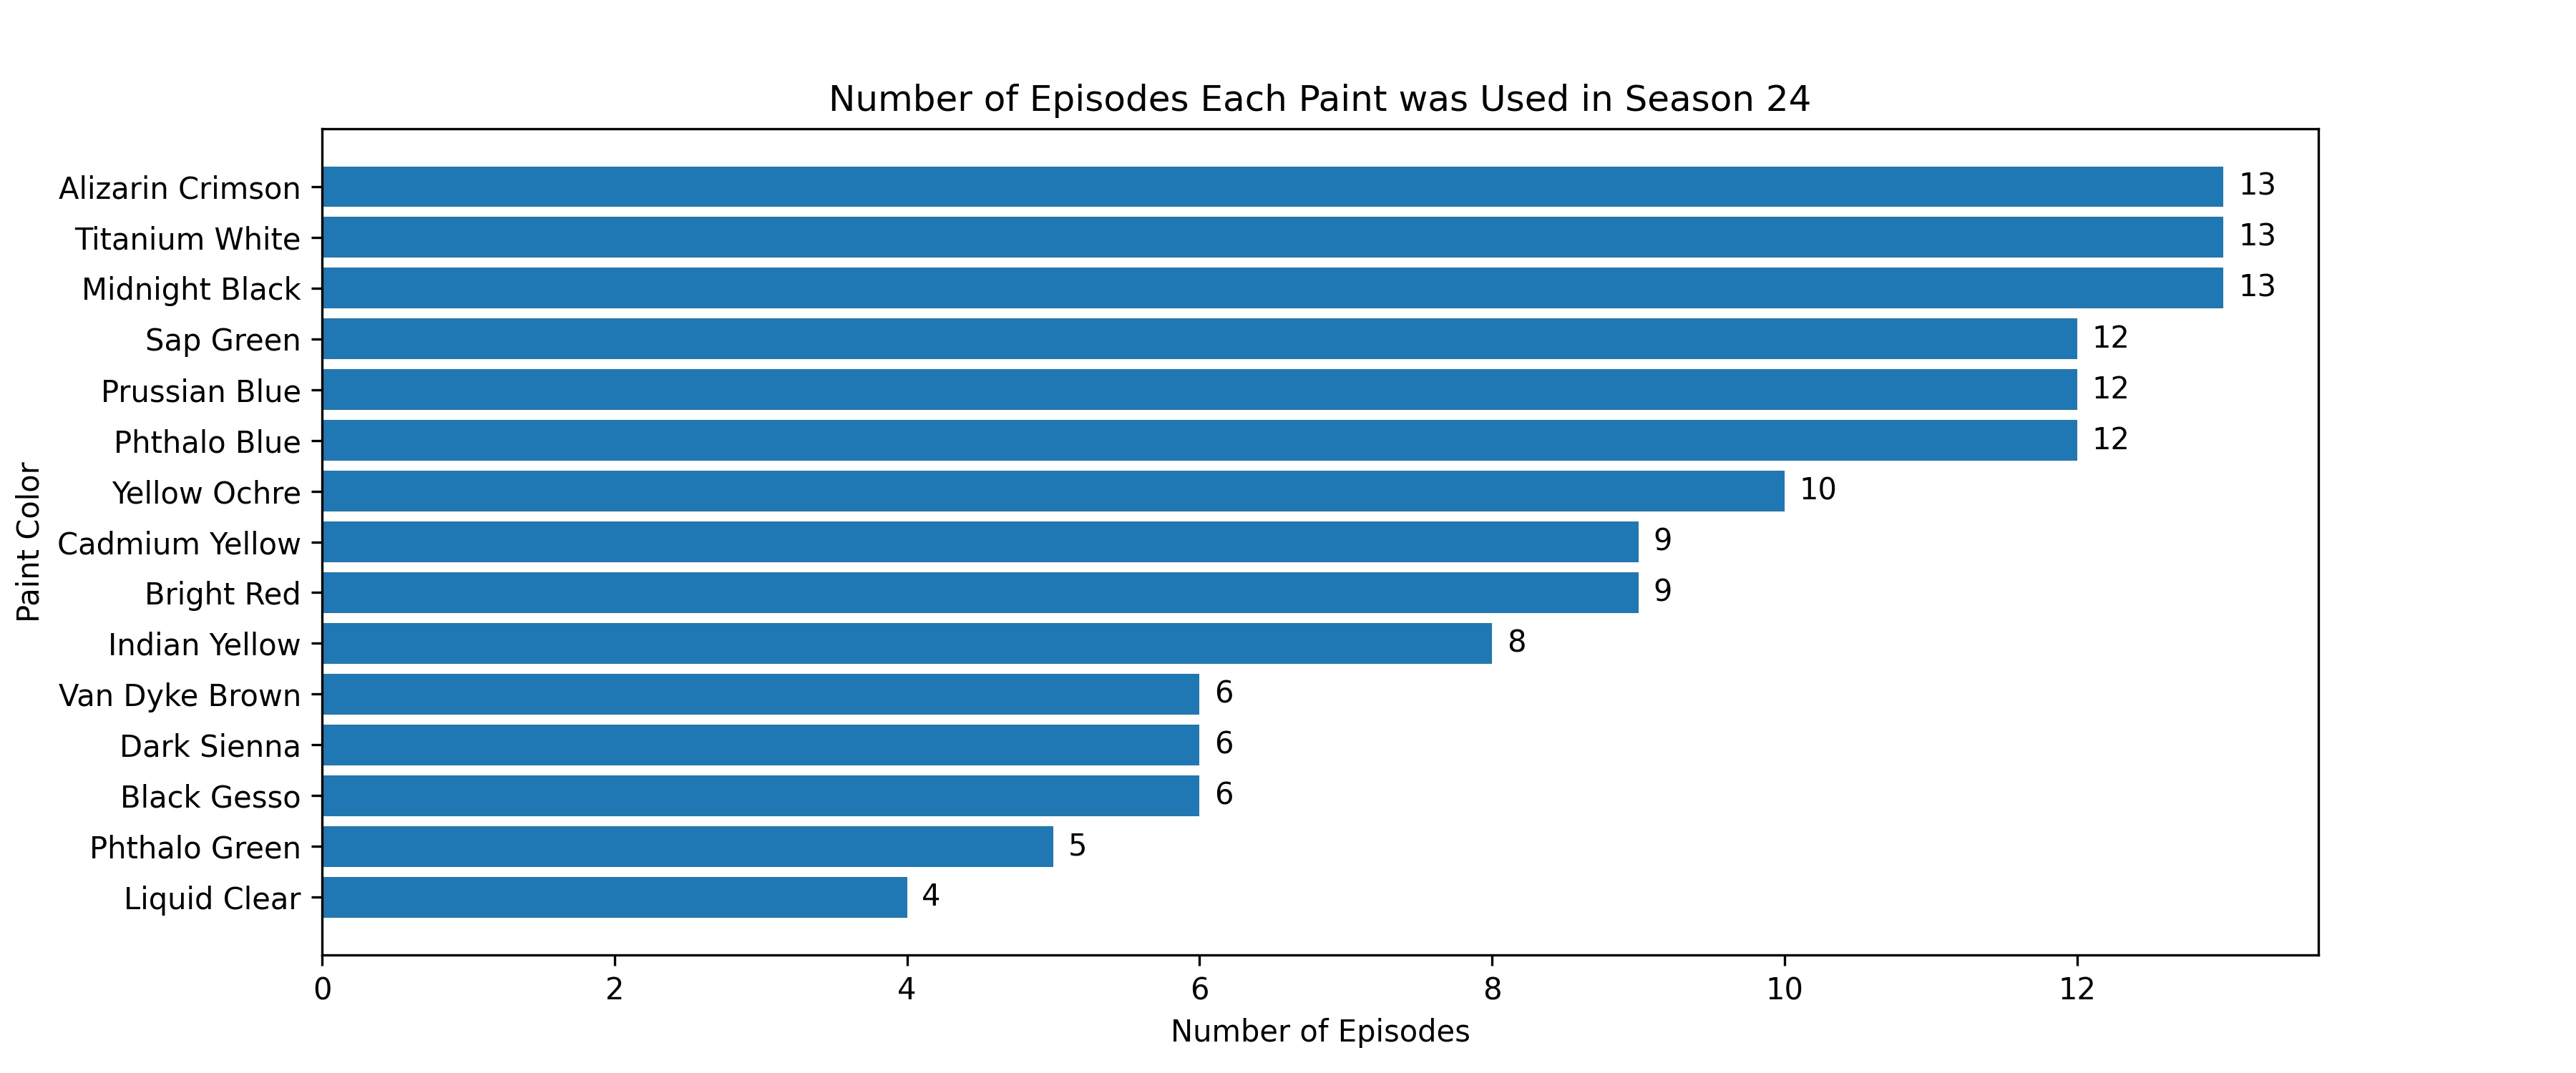 Number of Episodes Each Paint was Used in Season 24
Paint Color
Alizarin Crimson 13
Titanium White 13
Midnight Black 13
Sap Green 12
Prussian Blue 12
Phthalo Blue 12
Yellow Ochre 10
Cadmium Yellow 9
Bright Red 9
Indian Yellow 8
Van Dyke Brown 6
Dark Sienna 6
Black Gesso 6
Phthalo Green 5
Liquid Clear 4
0 2 4 6 8 10 12
Number of Episodes